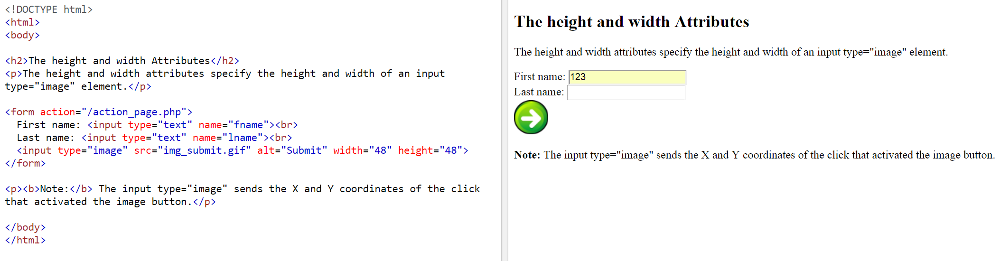 <!DOCTYPE html>
<html>
<body>
<h2>The height and width Attributes</h2>
<p>The height and width attributes specify the height and width of an input
type="image" element.</p>
<form action="/action_page.php">
First name: <input type="text" name="fname"><br>
Last name: <input type="text" name="lname"><br>
<input type="image" src="img_submit.gif" alt="Submit" width="48" height="48">
</form>
<p><b>Note:</b> The input type="image" sends the X and Y coordinates of the click
that activated the image button.</p>
</body>
</html>
The height and width Attributes
The height and width attributes specify the height and width of an input type="image" element.
First name: 123
Last name:
Note: The input type="image" sends the X and Y coordinates of the click that activated the image button.